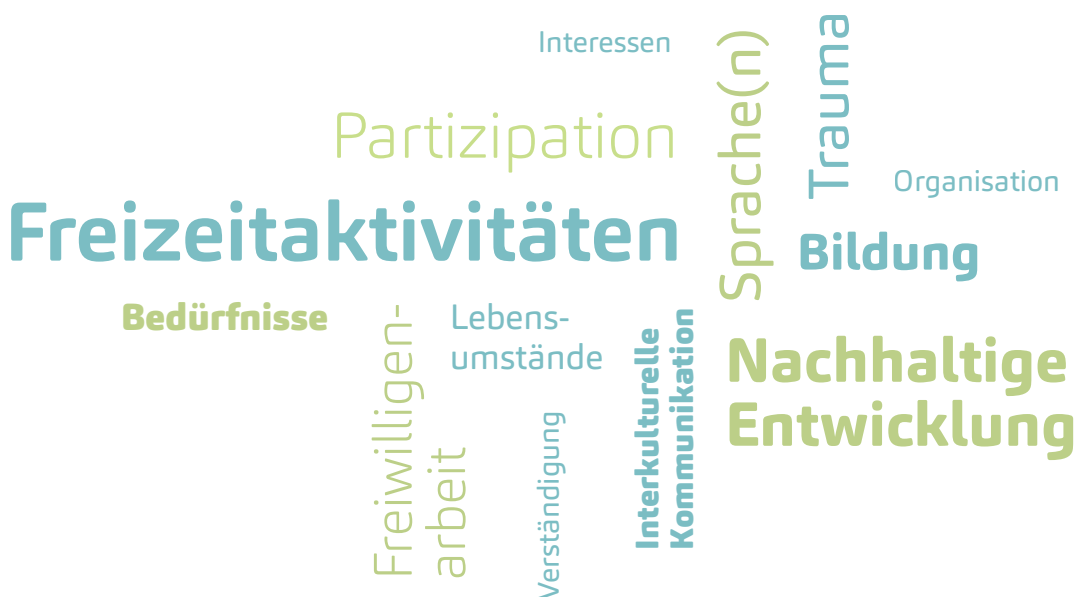 Interessen
Partizipation
Sprache(n)
Trauma
Organisation
Freizeitaktivitäten
Bildung
Bedürfnisse
Freiwilligen-
arbeit
Lebens-
umstände
Verständigung
Interkulturelle
Kommunikation
Nachhaltige
Entwicklung